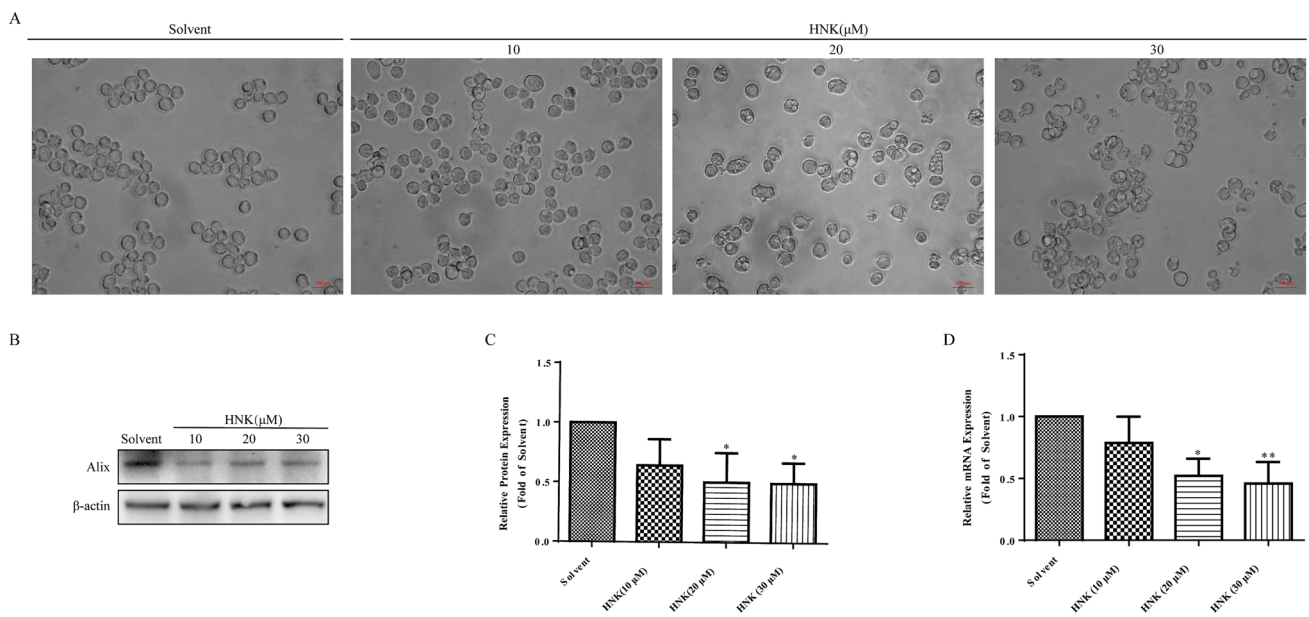 A
Solvent
HNK(μM)
10
20
30
B
HNK(μM)
Solvent
10
20
30
Alix
β-actin
C
Relative Protein Expression
(Fold of Solvent)
1.5
1.0
0.5
0.0
*
*
Solvent
HNK(10 μM)
HNK(20 μM)
HNK (30 μM)
D
Relative mRNA Expression
(Fold of Solvent)
1.5
1.0
0.5
0.0
*
**
Solvent
HNK (10 μM)
HNK (20 μM)
HNK (30 μM)